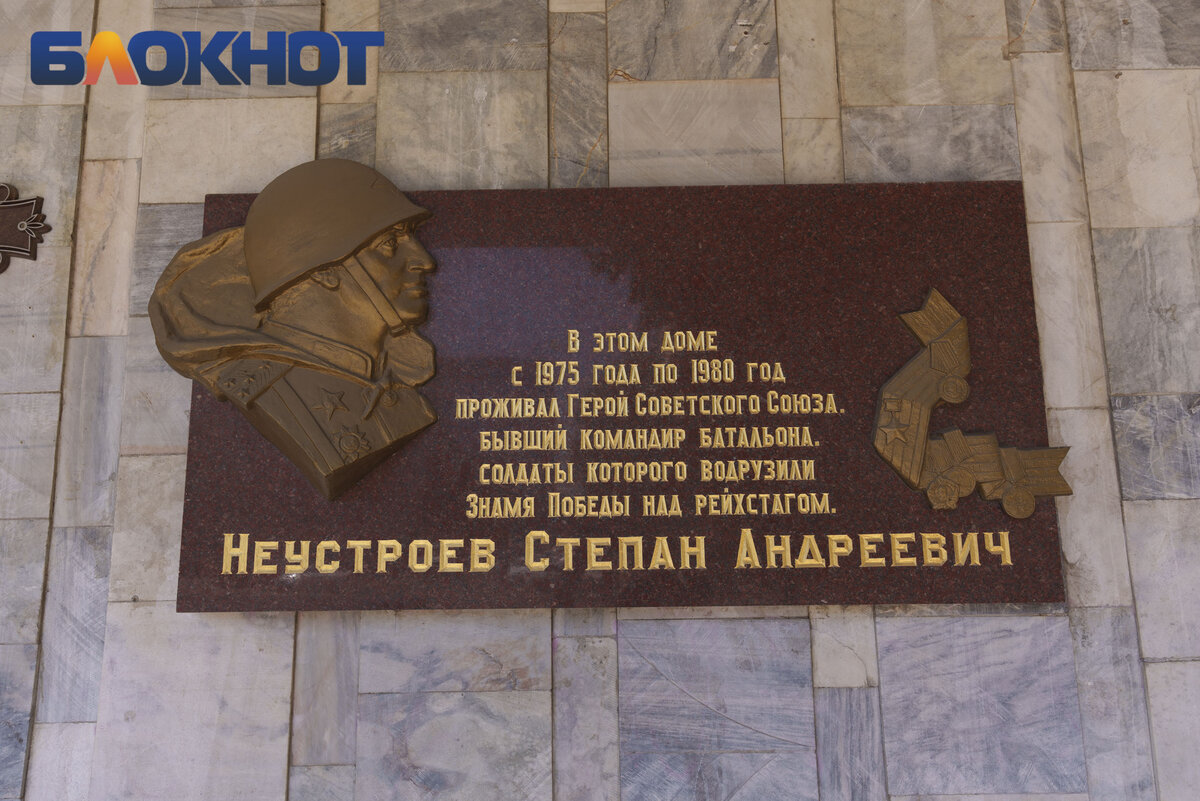 БЛОКНОТ
В этом доме
с 1975 года по 1980 год
проживал Герой Советского Союза.
бывший командир батальона.
солдаты которого водрузили
Знамя Победы над рейхстагом.
Неустроев Степан Андреевич